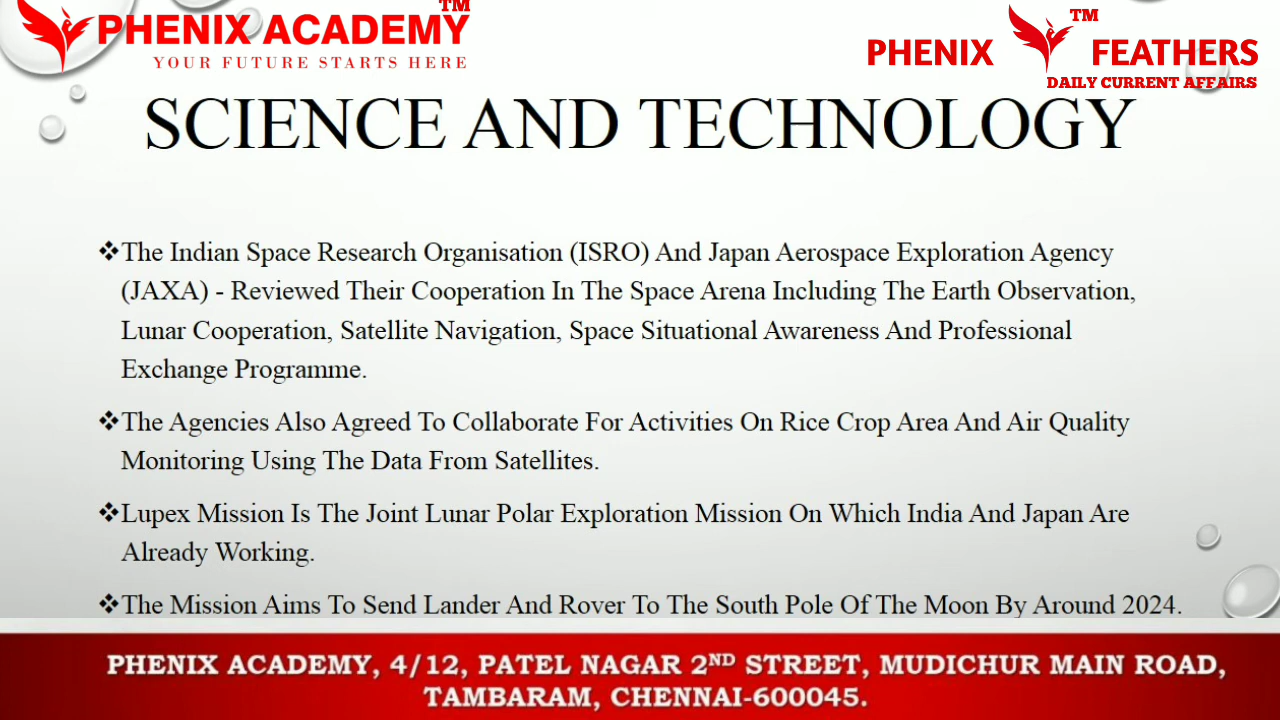 PHENIX ACADEMY™
YOUR FUTURE STARTS HERE
PHENIX ™ FEATHERS
DAILY CURRENT AFFAIRS
SCIENCE AND TECHNOLOGY
❖The Indian Space Research Organisation (ISRO) And Japan Aerospace Exploration Agency
(JAXA) - Reviewed Their Cooperation In The Space Arena Including The Earth Observation,
Lunar Cooperation, Satellite Navigation, Space Situational Awareness And Professional
Exchange Programme.
❖The Agencies Also Agreed To Collaborate For Activities On Rice Crop Area And Air Quality
Monitoring Using The Data From Satellites.
❖Lupex Mission Is The Joint Lunar Polar Exploration Mission On Which India And Japan Are
Already Working.
❖The Mission Aims To Send Lander And Rover To The South Pole Of The Moon By Around 2024.
PHENIX ACADEMY, 4/12, PATEL NAGAR 2ND STREET, MUDICHUR MAIN ROAD,
TAMBARAM, CHENNAI-600045.